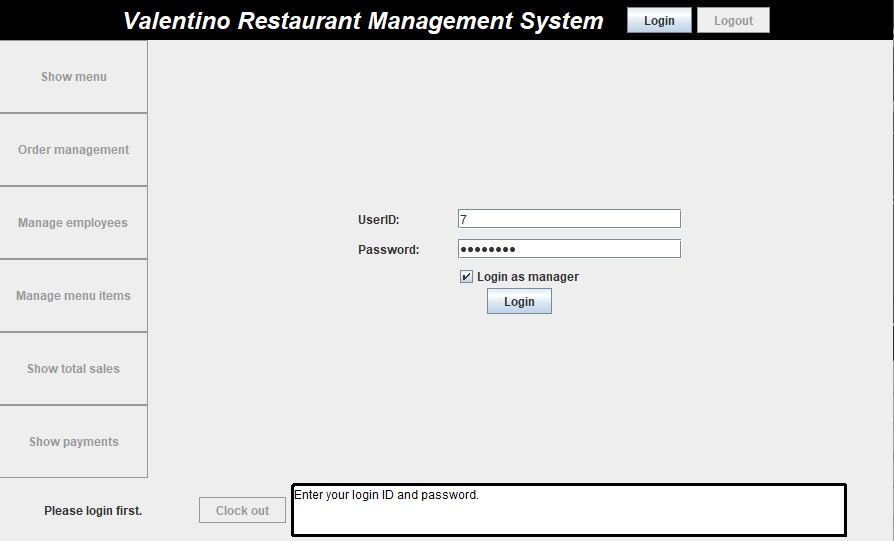 Valentino Restaurant Management System
Login
Logout
Show menu
Order management
Manage employees
Manage menu items
Show total sales
Show payments
UserID:
7
Password:
●●●●●●●●
Login as manager
Login
Please login first.
Clock out
Enter your login ID and password.